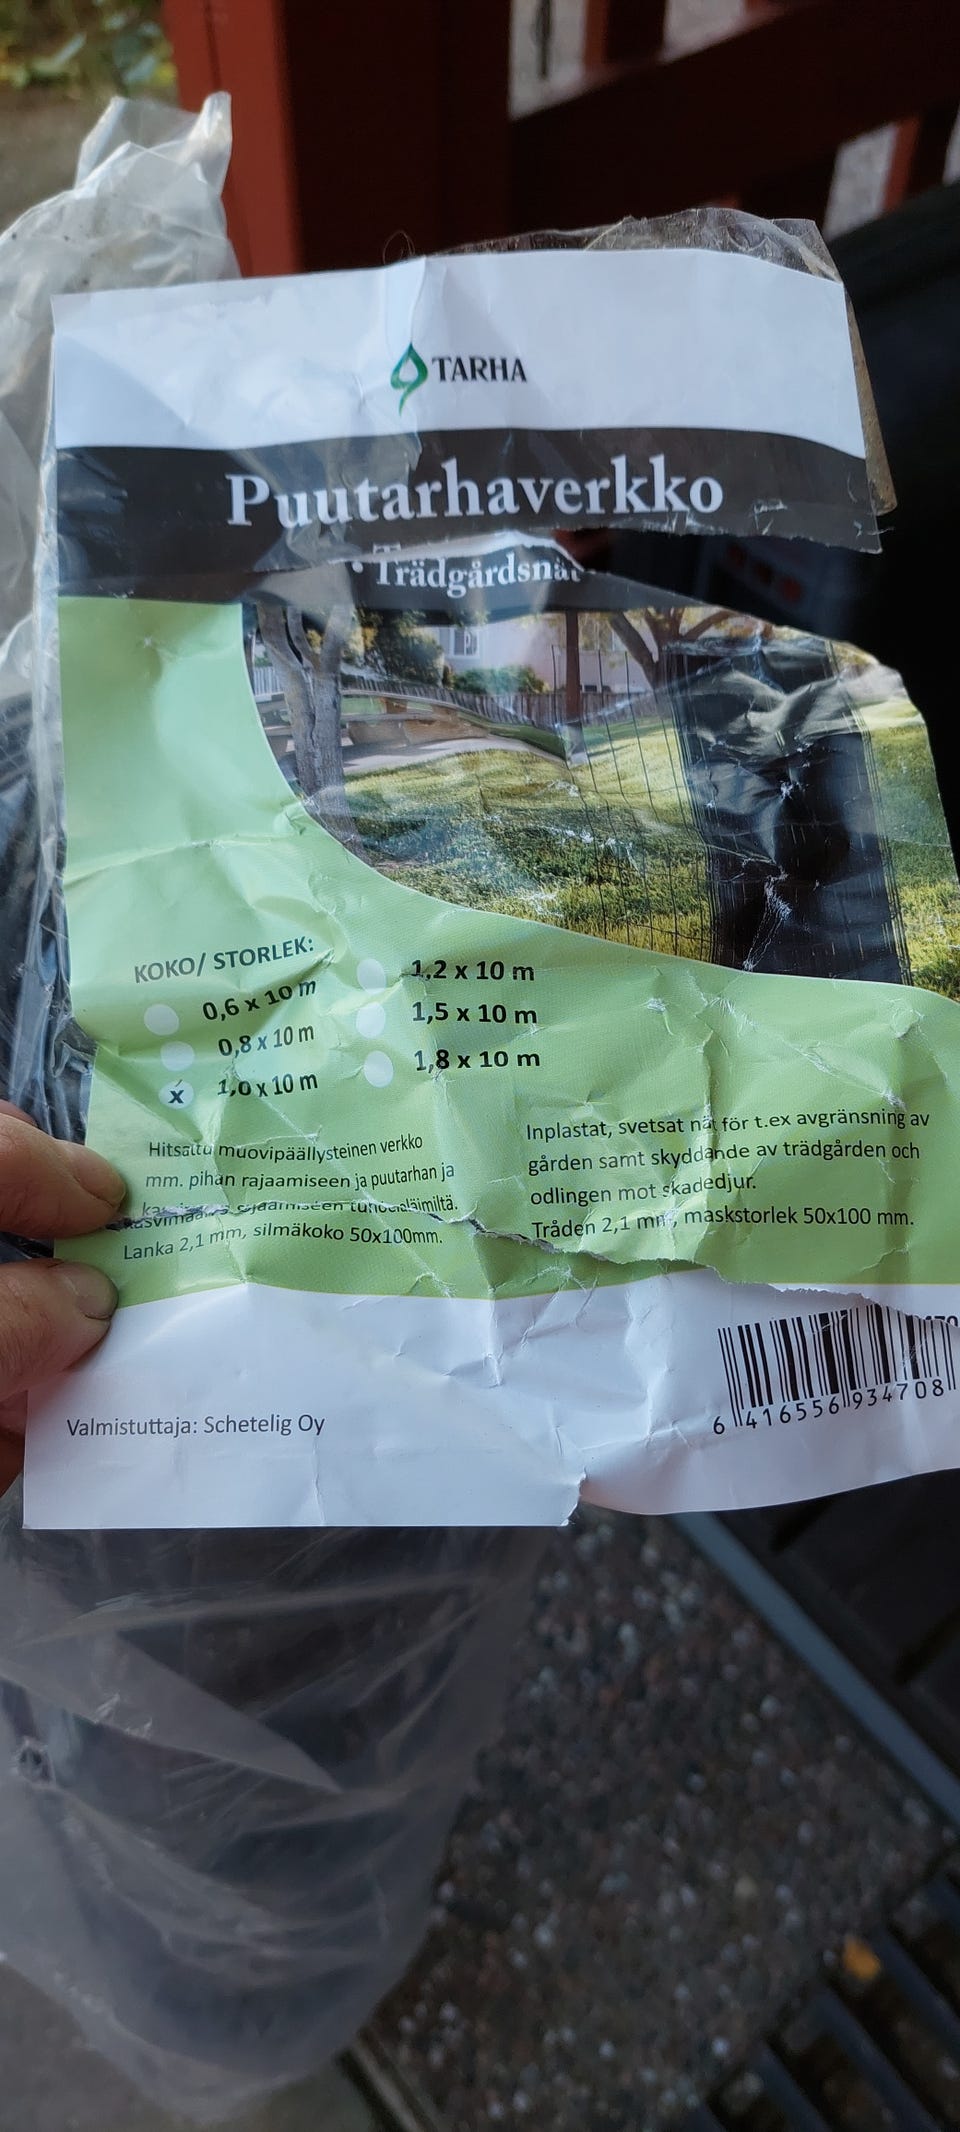 TARHA
Puutarhaverkko
Trädgårdsnät
KOKO/ STORLEK:
0,6 x 10 m
0,8 x 10 m
x 1,0 x 10 m
1,2 x 10 m
1,5 x 10 m
1,8 x 10 m
Hitsattu muovipäällysteinen verkko
mm. pihan rajaamiseen ja puutarhan ja
kasvimaan suojaamiseen tuhoeläimiltä.
Lanka 2,1 mm, silmäkoko 50x100mm.
Inplastat, svetsat nät för t.ex avgränsning av
gården samt skyddande av trädgården och
odlingen mot skadedjur.
Tråden 2,1 mm, maskstorlek 50x100 mm.
6 416556 934708
Valmistuttaja: Schetelig Oy